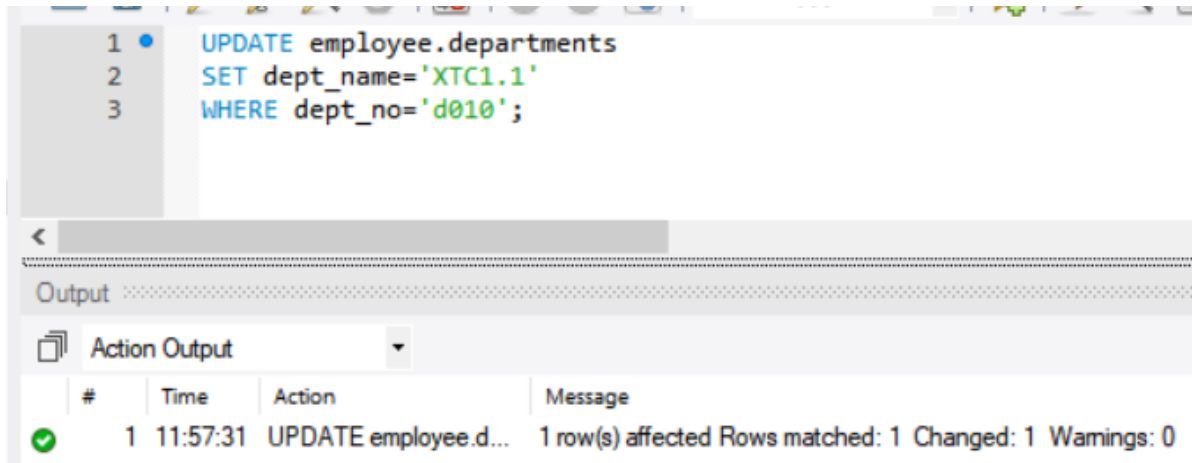 1 UPDATE employee.departments
2 SET dept_name='XTC1.1'
3 WHERE dept_no='d010';
Output
Action Output
# Time Action Message
1 11:57:31 UPDATE employee.d... 1 row(s) affected Rows matched: 1 Changed: 1 Warnings: 0